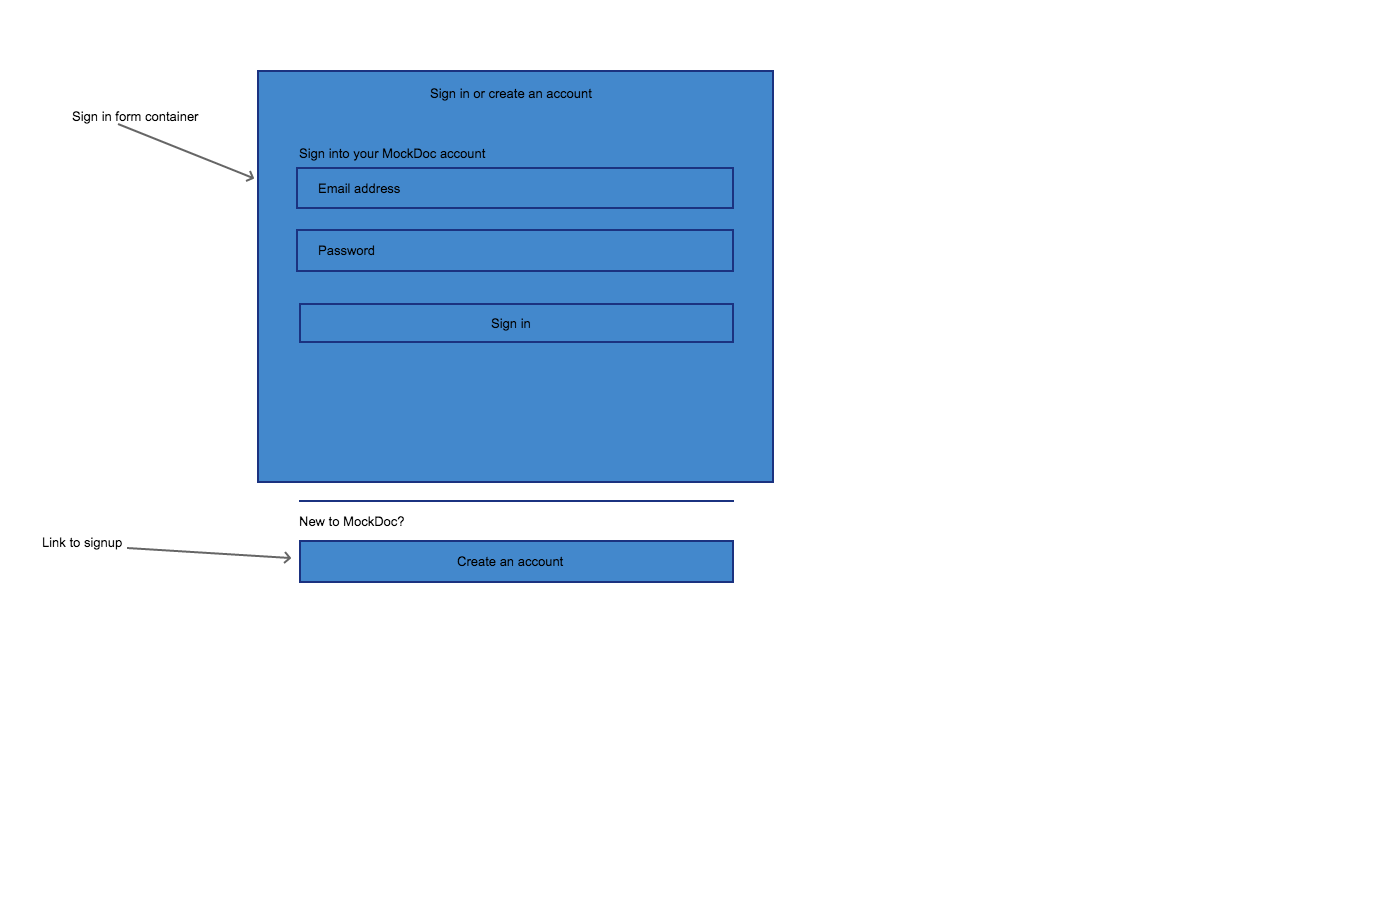 Sign in or create an account
Sign in form container
Sign into your MockDoc account
Email address
Password
Sign in
New to MockDoc?
Link to signup
Create an account